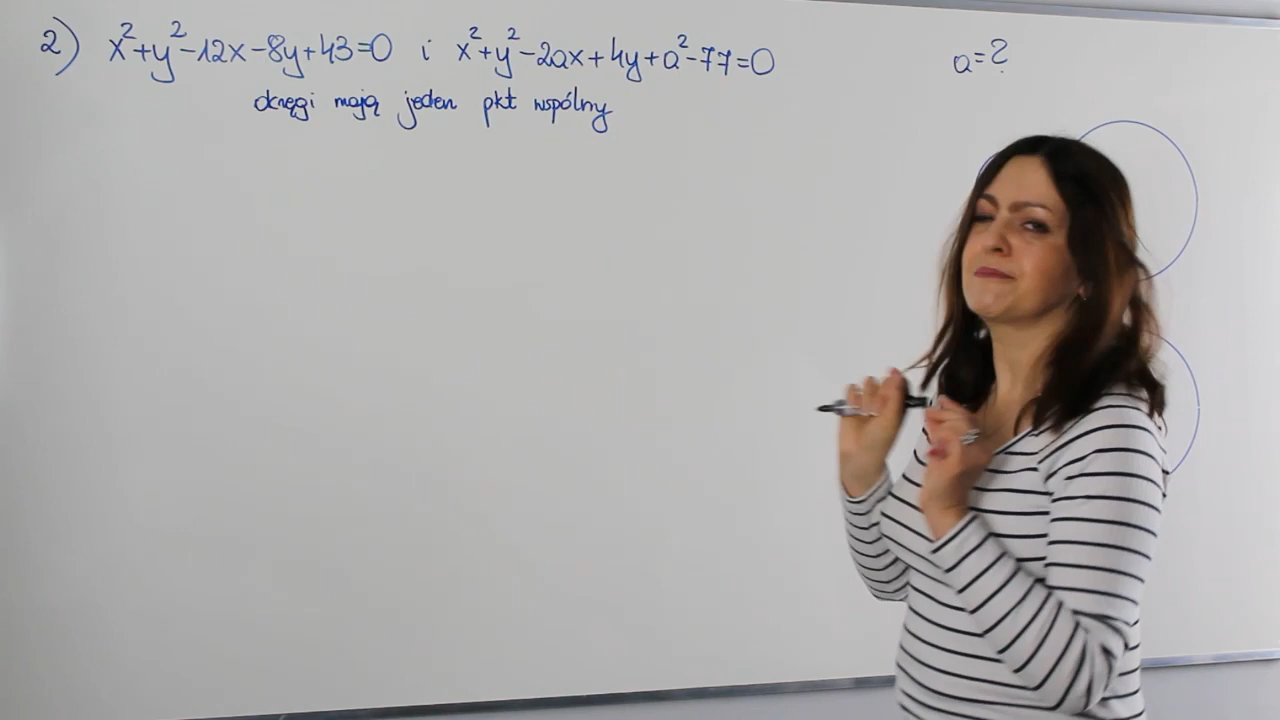 2) x²+y²-12x-8y+43=0 i x²+y²-2ax+4y+a²-77=0 a=?
okręgi mają jeden pkt wspólny